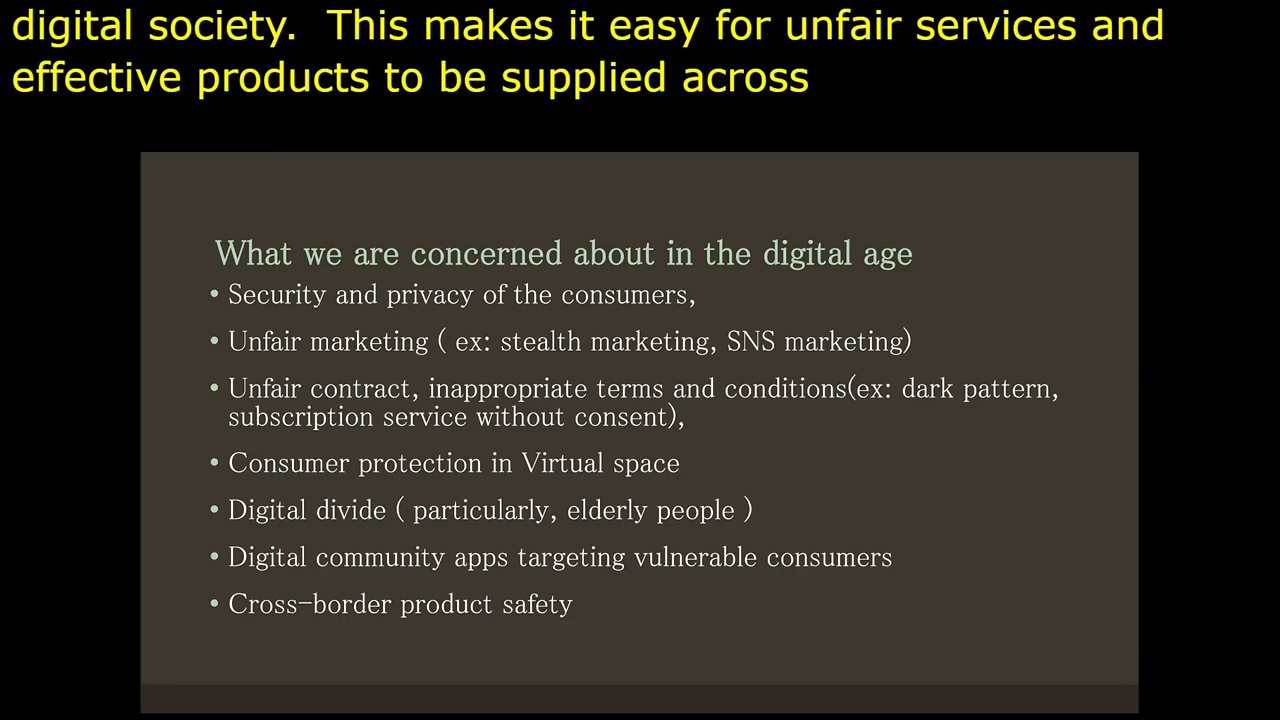 digital society.  This makes it easy for unfair services and
effective products to be supplied across
What we are concerned about in the digital age
• Security and privacy of the consumers,
• Unfair marketing ( ex: stealth marketing, SNS marketing)
• Unfair contract, inappropriate terms and conditions(ex: dark pattern,
subscription service without consent),
• Consumer protection in Virtual space
• Digital divide ( particularly, elderly people )
• Digital community apps targeting vulnerable consumers
• Cross-border product safety